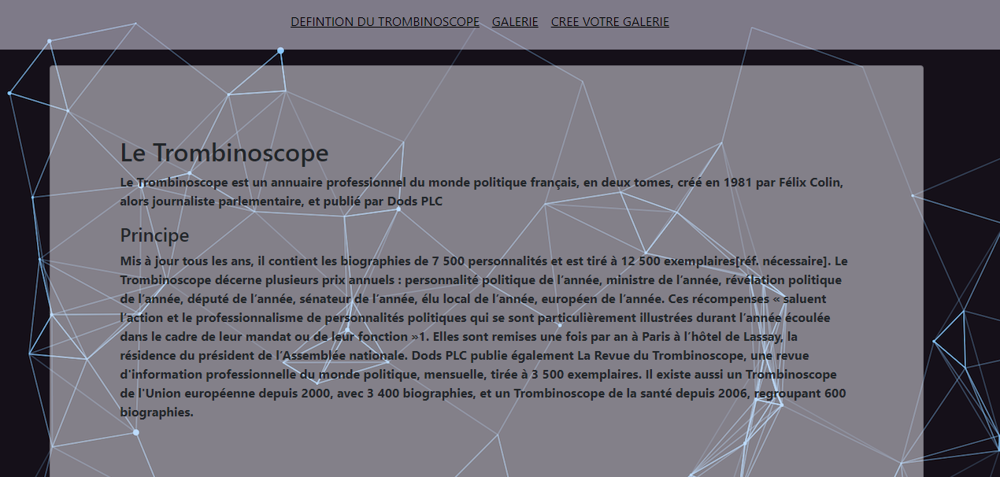 DEFINTION DU TROMBINOSCOPE GALERIE CREE VOTRE GALERIE
Le Trombinoscope
Le Trombinoscope est un annuaire professionnel du monde politique français, en deux tomes, créé en 1981 par Félix Colin,
alors journaliste parlementaire, et publié par Dods PLC
Principe
Mis à jour tous les ans, il contient les biographies de 7 500 personnalités et est tiré à 12 500 exemplaires[réf. nécessaire]. Le
Trombinoscope décerne plusieurs prix annuels : personnalité politique de l’année, ministre de l’année, révélation politique
de l’année, député de l’année, sénateur de l’année, élu local de l’année, européen de l’année. Ces récompenses « saluent
l’action et le professionnalisme de personnalités politiques qui se sont particulièrement illustrées durant l’année écoulée
dans le cadre de leur mandat ou de leur fonction »1. Elles sont remises une fois par an à Paris à l’hôtel de Lassay, la
résidence du président de l’Assemblée nationale. Dods PLC publie également La Revue du Trombinoscope, une revue
d'information professionnelle du monde politique, mensuelle, tirée à 3 500 exemplaires. Il existe aussi un Trombinoscope
de l'Union européenne depuis 2000, avec 3 400 biographies, et un Trombinoscope de la santé depuis 2006, regroupant 600
biographies.